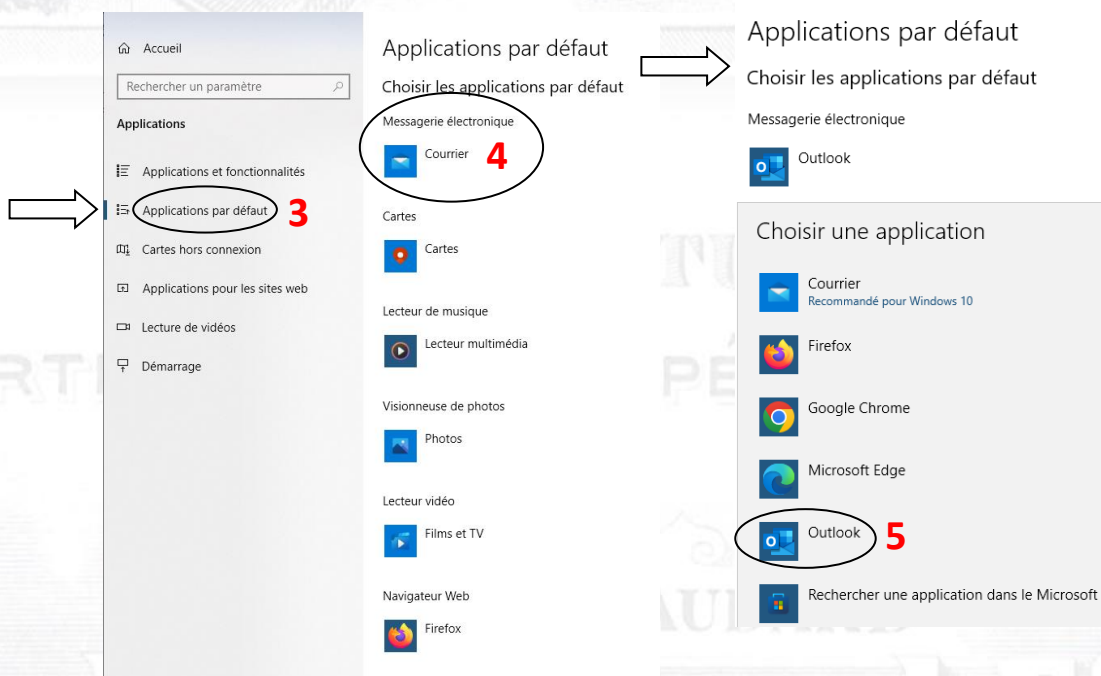 Accueil
Rechercher un paramètre
Applications
Applications et fonctionnalités
Applications par défaut 3
Cartes hors connexion
Applications pour les sites web
Lecture de vidéos
Démarrage
Applications par défaut
Choisir les applications par défaut
Messagerie électronique
Courrier 4
Cartes
Cartes
Lecteur de musique
Lecteur multimédia
Visionneuse de photos
Photos
Lecteur vidéo
Films et TV
Navigateur Web
Firefox
Applications par défaut
Choisir les applications par défaut
Messagerie électronique
Outlook
Choisir une application
Courrier
Recommandé pour Windows 10
Firefox
Google Chrome
Microsoft Edge
Outlook 5
Rechercher une application dans le Microsoft